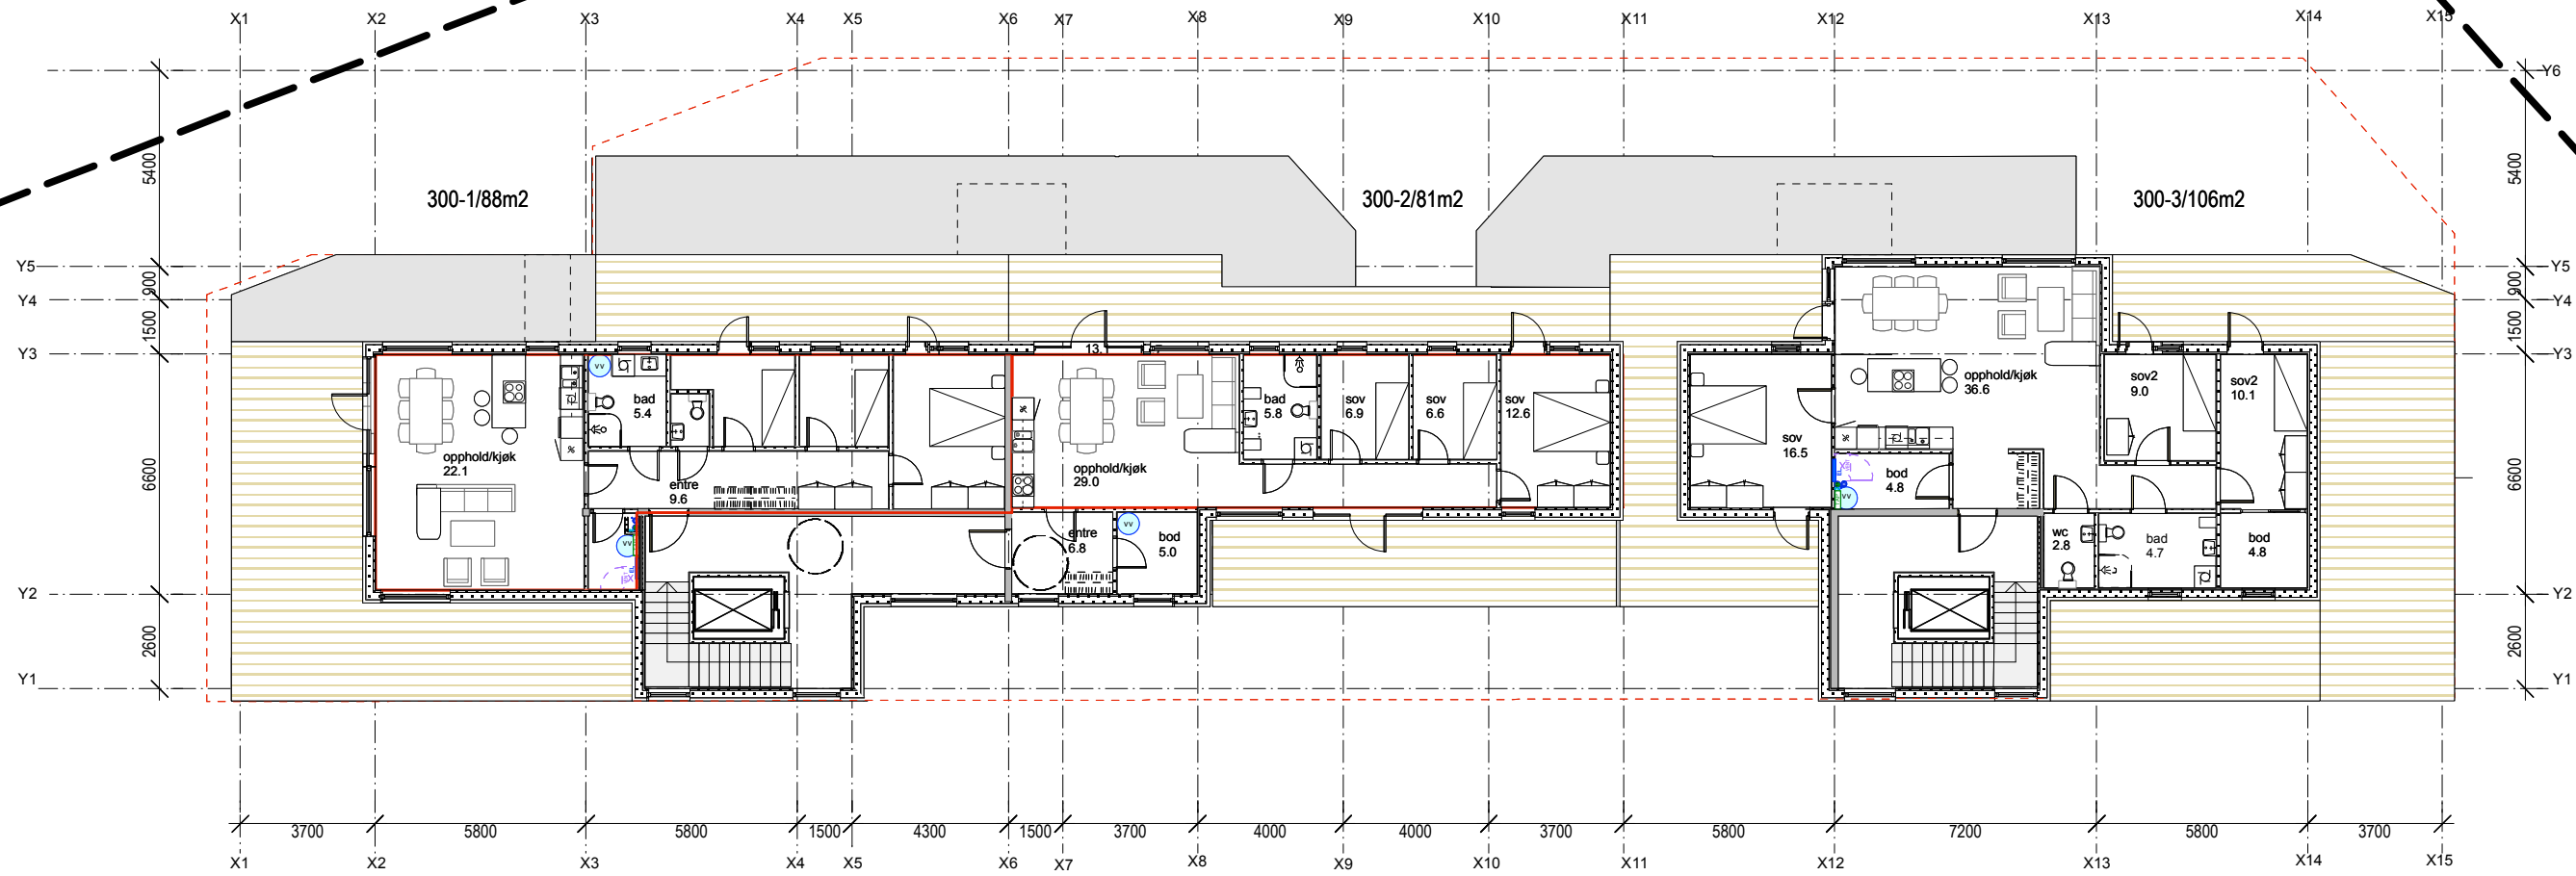 X1 X2 X3 X4 X5 X6 X7 X8 X9 X10 X11 X12 X13 X14 X15
Y6
5400
5400
300-1/88m2
300-2/81m2
300-3/106m2
Y5
Y5
900
900
Y4
Y4
1500
1500
Y3
Y3
13.
vv
bad
5.4
opphold/kjøk
22.1
entre
9.6
vv
opphold/kjøk
29.0
bad
5.8
sov
6.9
sov
6.6
sov
12.6
entre
6.8
vv
bod
5.0
sov
16.5
opphold/kjøk
36.6
bod
4.8
vv
sov2
9.0
sov2
10.1
wc
2.8
bad
4.7
bod
4.8
6600
6600
Y2
Y2
2600
2600
Y1
Y1
3700 5800 5800 1500 4300 1500 3700 4000 4000 3700 5800 7200 5800 3700
X1 X2 X3 X4 X5 X6 X7 X8 X9 X10 X11 X12 X13 X14 X15